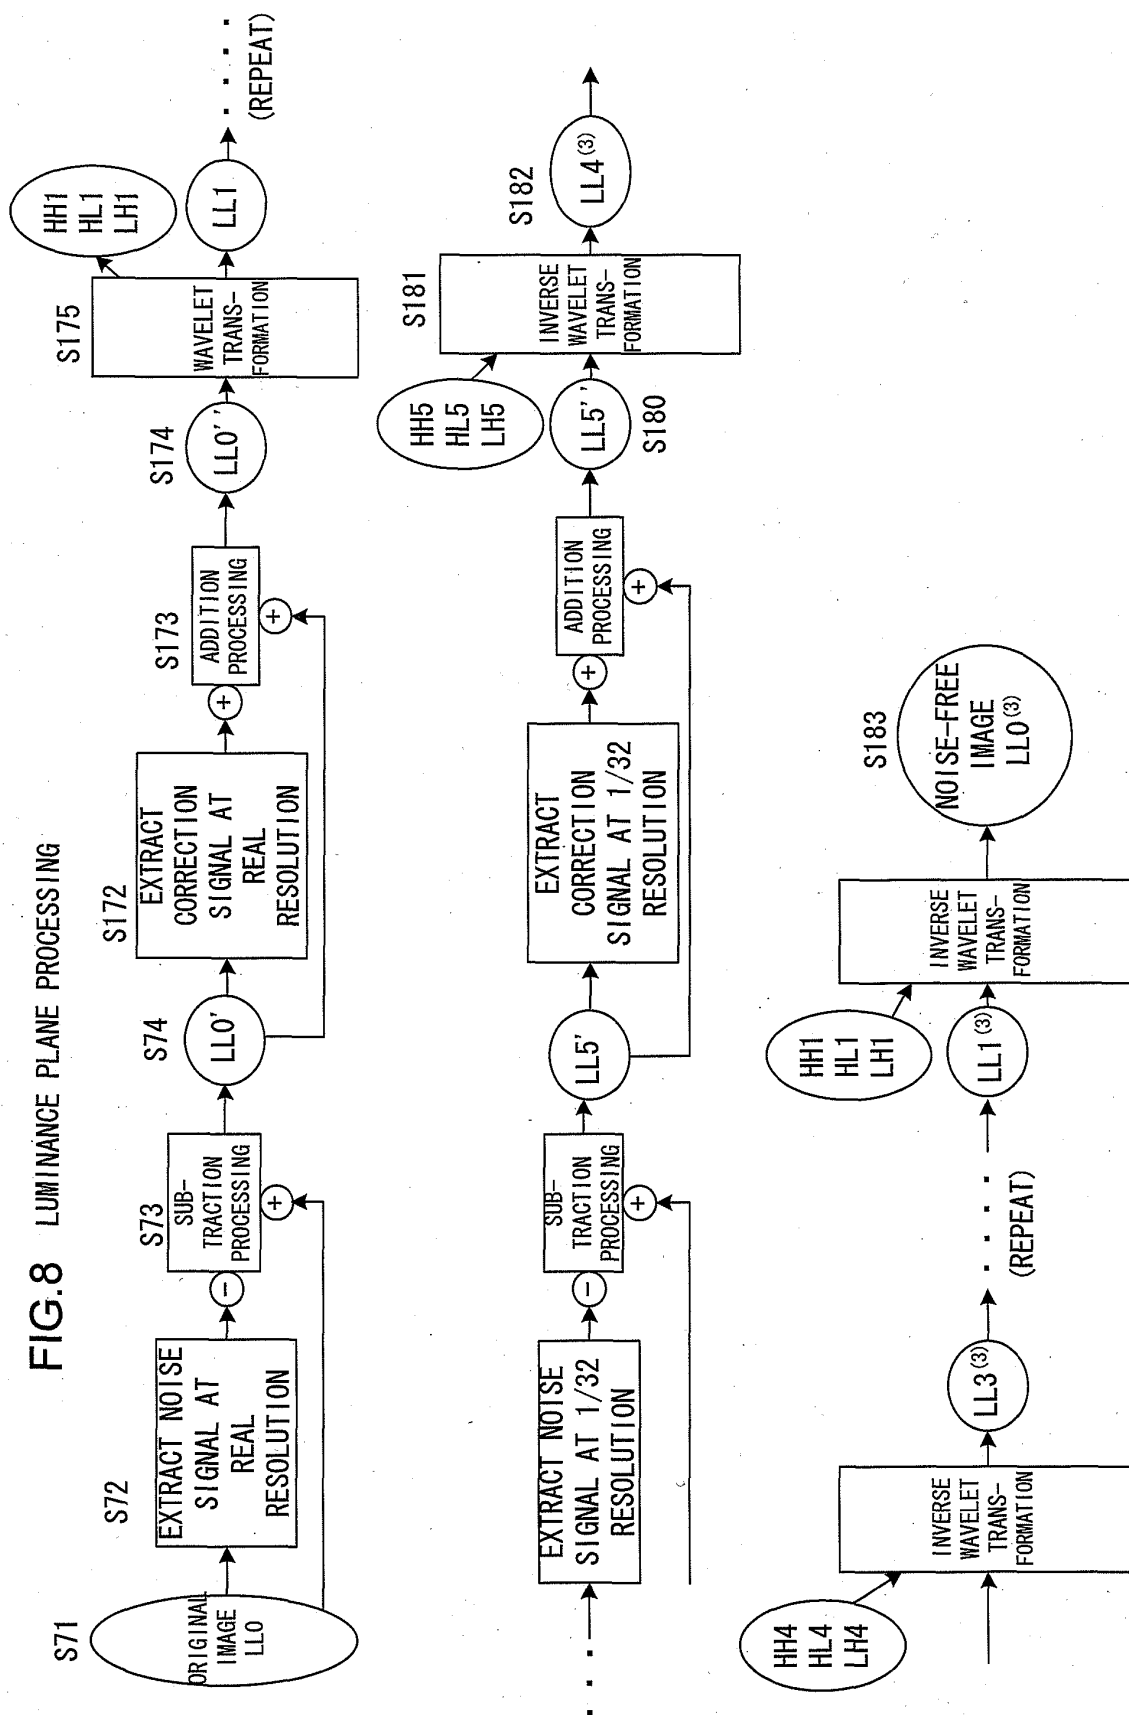 FIG.8 LUMINANCE PLANE PROCESSING
S71
ORIGINAL
IMAGE
LL0
S72
EXTRACT NOISE
SIGNAL AT
REAL
RESOLUTION
−
S73
SUB-
TRACTION
PROCESSING
+
S74
LL0'
S172
EXTRACT
CORRECTION
SIGNAL AT
REAL
RESOLUTION
+
S173
ADDITION
PROCESSING
+
S174
LL0''
S175
WAVELET
TRANS-
FORMATION
HH1
HL1
LH1
LL1
(REPEAT)
EXTRACT NOISE
SIGNAL AT 1/32
RESOLUTION
−
SUB-
TRACTION
PROCESSING
+
LL5'
EXTRACT
CORRECTION
SIGNAL AT 1/32
RESOLUTION
+
ADDITION
PROCESSING
+
LL5''
S180
HH5
HL5
LH5
S181
INVERSE
WAVELET
TRANS-
FORMATION
S182
LL4(3)
HH4
HL4
LH4
INVERSE
WAVELET
TRANS-
FORMATION
LL3(3)
(REPEAT)
LL1(3)
HH1
HL1
LH1
INVERSE
WAVELET
TRANS-
FORMATION
S183
NOISE-FREE
IMAGE
LL0(3)